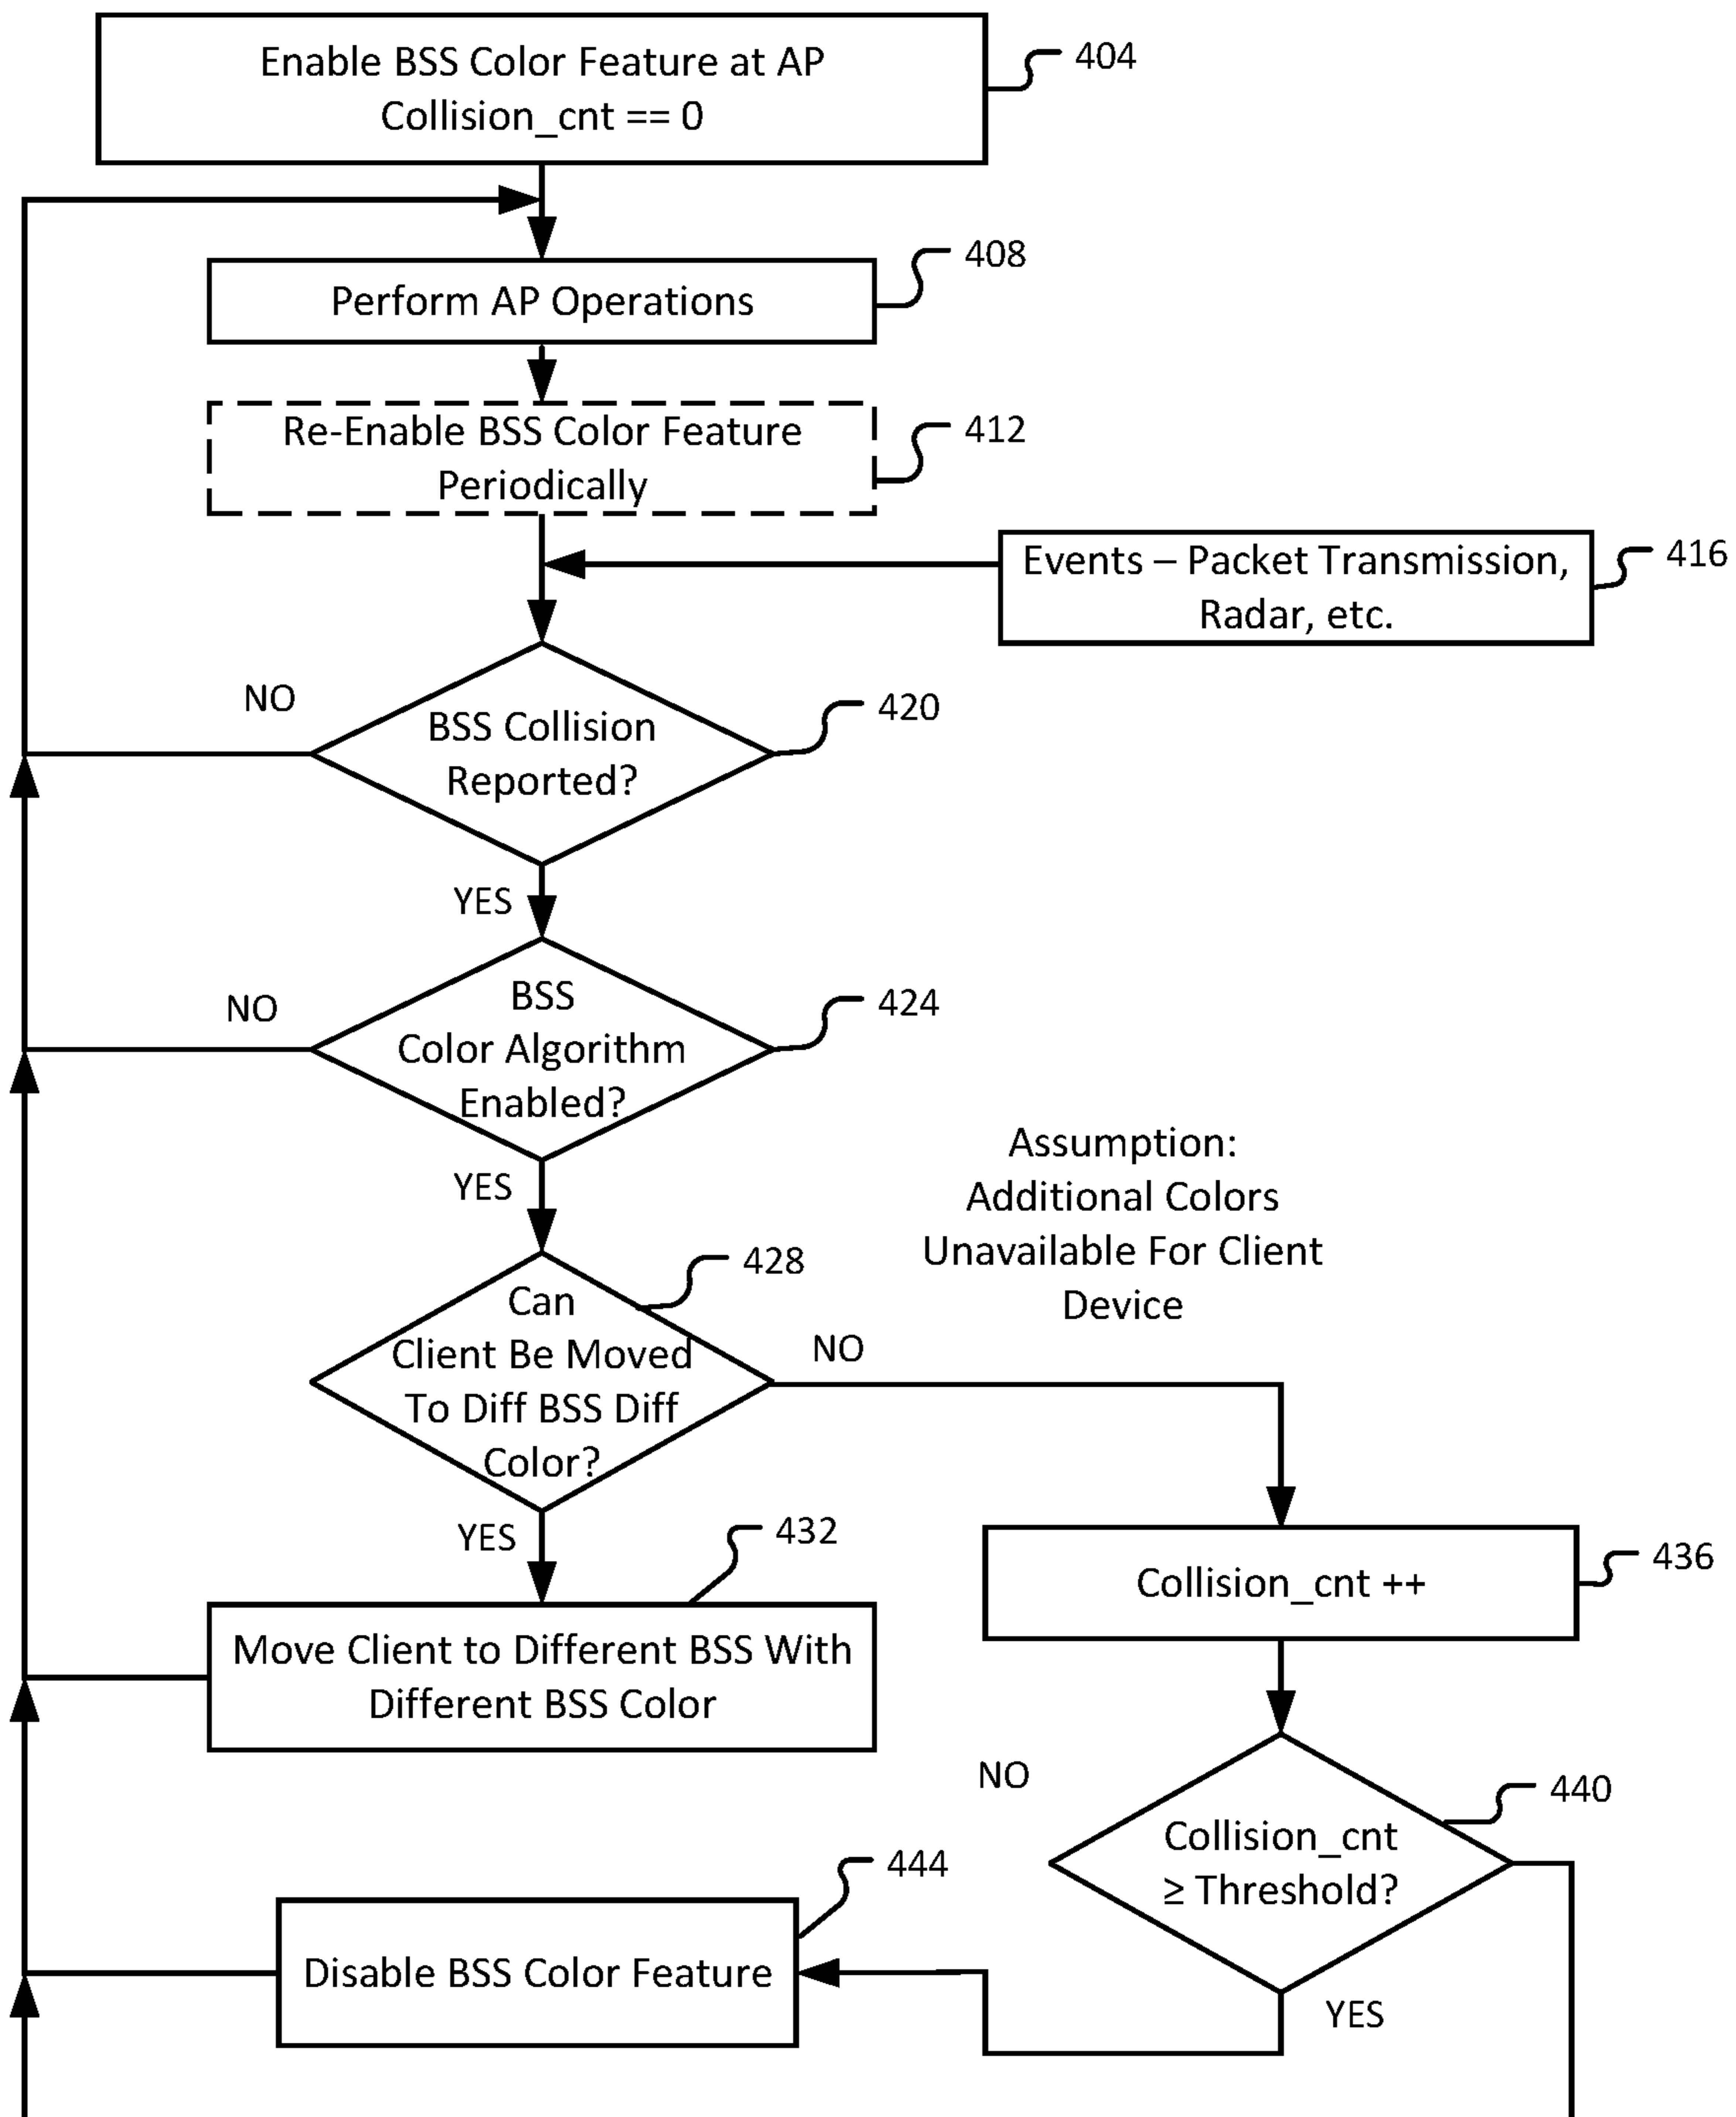 Enable BSS Color Feature at AP
Collision_cnt == 0
404
Perform AP Operations
408
Re-Enable BSS Color Feature
Periodically
412
Events – Packet Transmission,
Radar, etc.
416
NO
BSS Collision
Reported?
420
YES
NO
BSS
Color Algorithm
Enabled?
424
YES
Assumption:
Additional Colors
Unavailable For Client
Device
428
Can
Client Be Moved
To Diff BSS Diff
Color?
NO
YES
432
Move Client to Different BSS With
Different BSS Color
Collision_cnt ++
436
NO
Collision_cnt
≥ Threshold?
440
YES
444
Disable BSS Color Feature